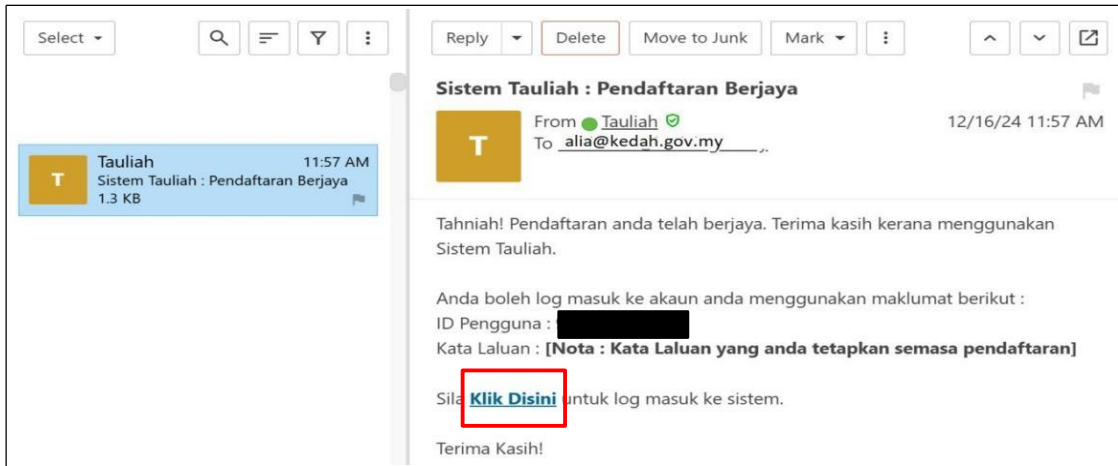 Select
Reply Delete Move to Junk Mark
Tauliah 11:57 AM
Sistem Tauliah : Pendaftaran Berjaya
1.3 KB
T
Sistem Tauliah : Pendaftaran Berjaya
T
From Tauliah 12/16/24 11:57 AM
To alia@kedah.gov.my
Tahniah! Pendaftaran anda telah berjaya. Terima kasih kerana menggunakan
Sistem Tauliah.
Anda boleh log masuk ke akaun anda menggunakan maklumat berikut :
ID Pengguna :
Kata Laluan : [Nota : Kata Laluan yang anda tetapkan semasa pendaftaran]
Sila Klik Disini untuk log masuk ke sistem.
Terima Kasih!